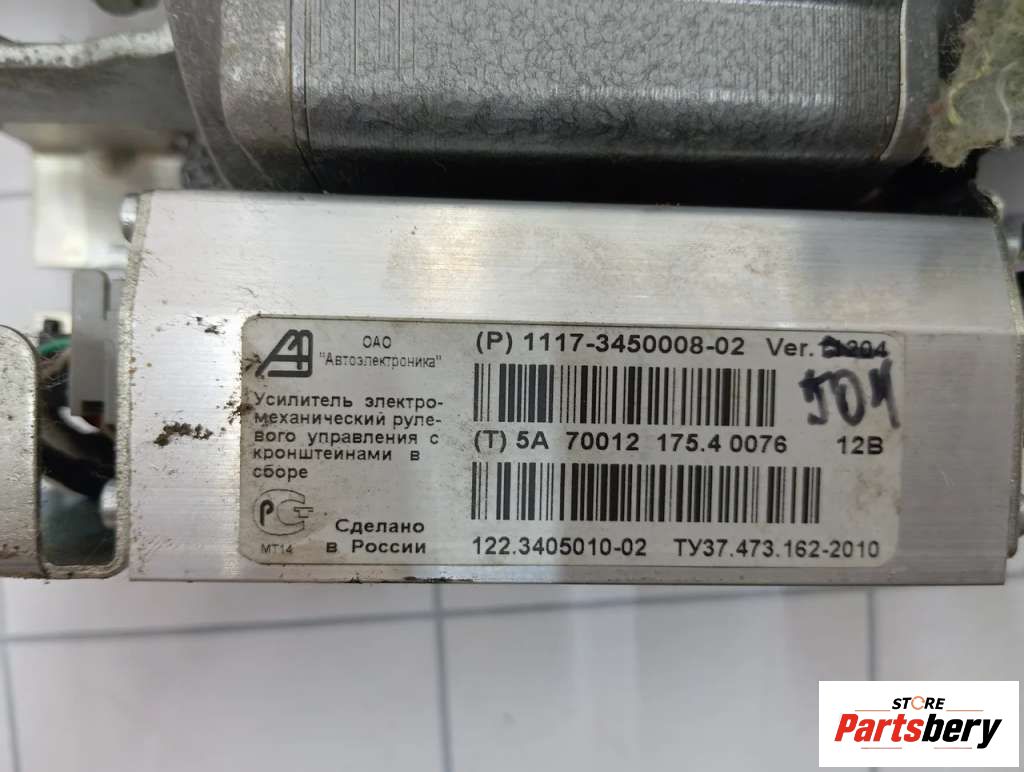 ОАО
"Автоэлектроника"
(P) 1117-3450008-02 Ver.
Усилитель электро-
механический руле-
вого управления с
кронштейнами в
сборе
(T) 5A 70012 175.4 0076 12В
РС
МТ14
Сделано
в России
122.3405010-02 ТУ37.473.162-2010
STORE
Partsbery